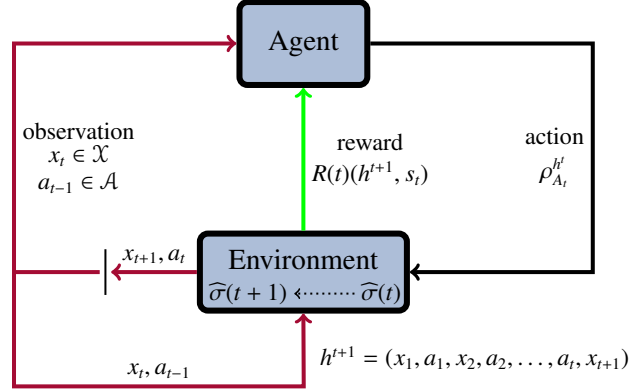 Agent
observation
x_t ∈ 𝒳
a_{t−1} ∈ 𝒜
reward
R(t)(h^{t+1}, s_t)
action
ρ^{h^t}_{A_t}
x_{t+1}, a_t
Environment
σ̂(t + 1) ⇠ σ̂(t)
x_t, a_{t−1}
h^{t+1} = (x_1, a_1, x_2, a_2, . . . , a_t, x_{t+1})